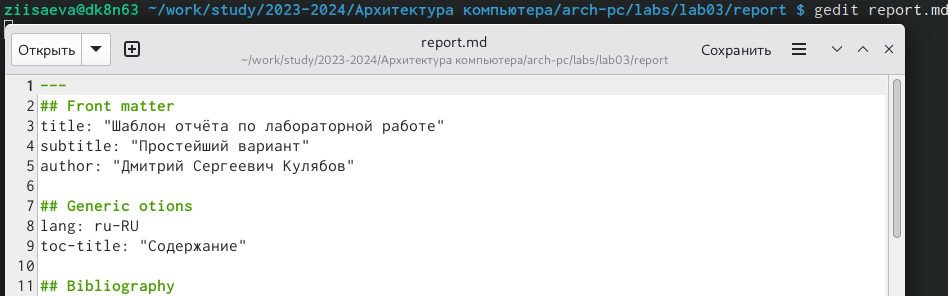 ziisaeva@dk8n63 ~/work/study/2023-2024/Архитектура компьютера/arch-pc/labs/lab03/report $ gedit report.md
Открыть
report.md
~/work/study/2023-2024/Архитектура компьютера/arch-pc/labs/lab03/report
Сохранить
1 ---
2 ## Front matter
3 title: "Шаблон отчёта по лабораторной работе"
4 subtitle: "Простейший вариант"
5 author: "Дмитрий Сергеевич Кулябов"
6
7 ## Generic otions
8 lang: ru-RU
9 toc-title: "Содержание"
10
11 ## Bibliography